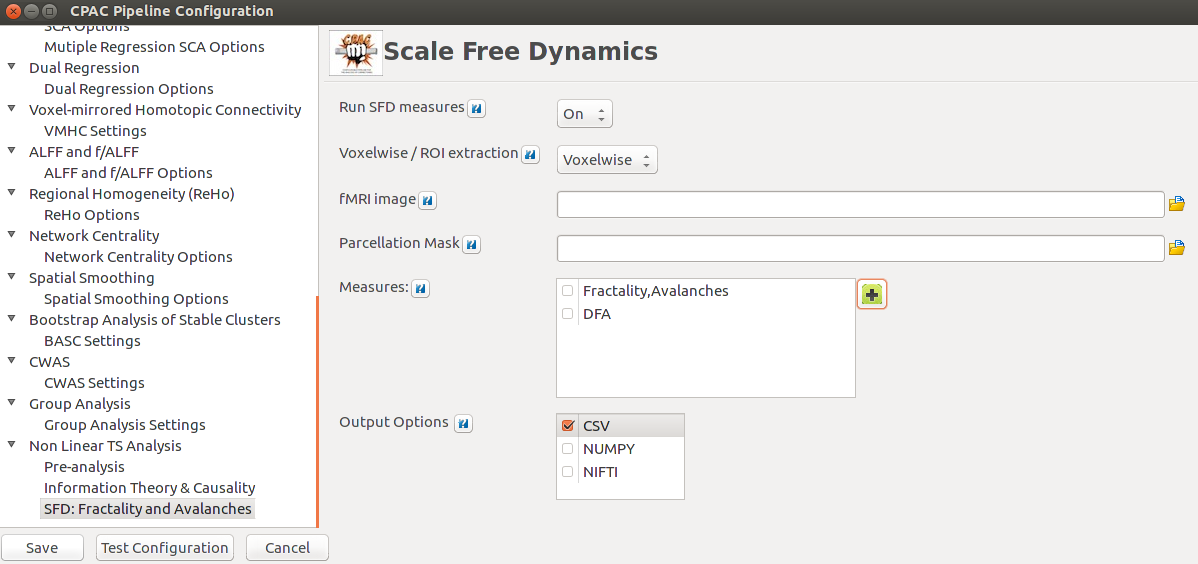 CPAC Pipeline Configuration
SCA Options
Mutiple Regression SCA Options
Dual Regression
Dual Regression Options
Voxel-mirrored Homotopic Connectivity
VMHC Settings
ALFF and f/ALFF
ALFF and f/ALFF Options
Regional Homogeneity (ReHo)
ReHo Options
Network Centrality
Network Centrality Options
Spatial Smoothing
Spatial Smoothing Options
Bootstrap Analysis of Stable Clusters
BASC Settings
CWAS
CWAS Settings
Group Analysis
Group Analysis Settings
Non Linear TS Analysis
Pre-analysis
Information Theory & Causality
SFD: Fractality and Avalanches
Save
Test Configuration
Cancel
CPAC
Scale Free Dynamics
Run SFD measures ?
On
Voxelwise / ROI extraction ?
Voxelwise
fMRI image ?
Parcellation Mask ?
Measures: ?
Fractality,Avalanches
DFA
Output Options ?
CSV
NUMPY
NIFTI